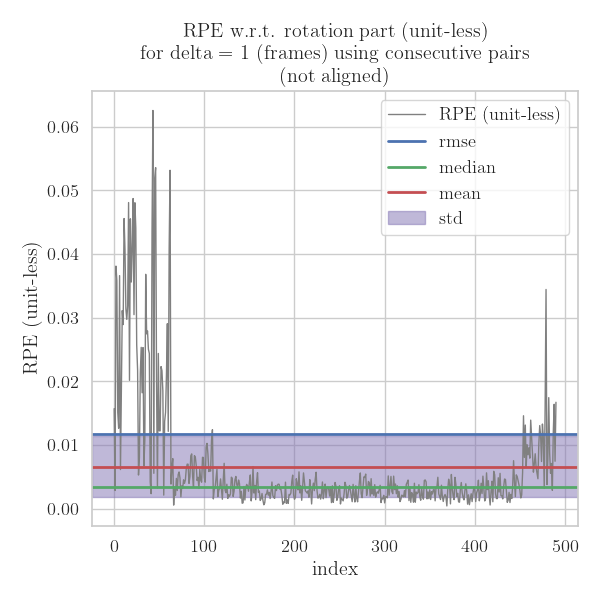 RPE w.r.t. rotation part (unit-less)
for delta = 1 (frames) using consecutive pairs
(not aligned)
RPE (unit-less)
rmse
median
mean
std
0.06
0.05
0.04
0.03
0.02
0.01
0.00
RPE (unit-less)
0 100 200 300 400 500
index